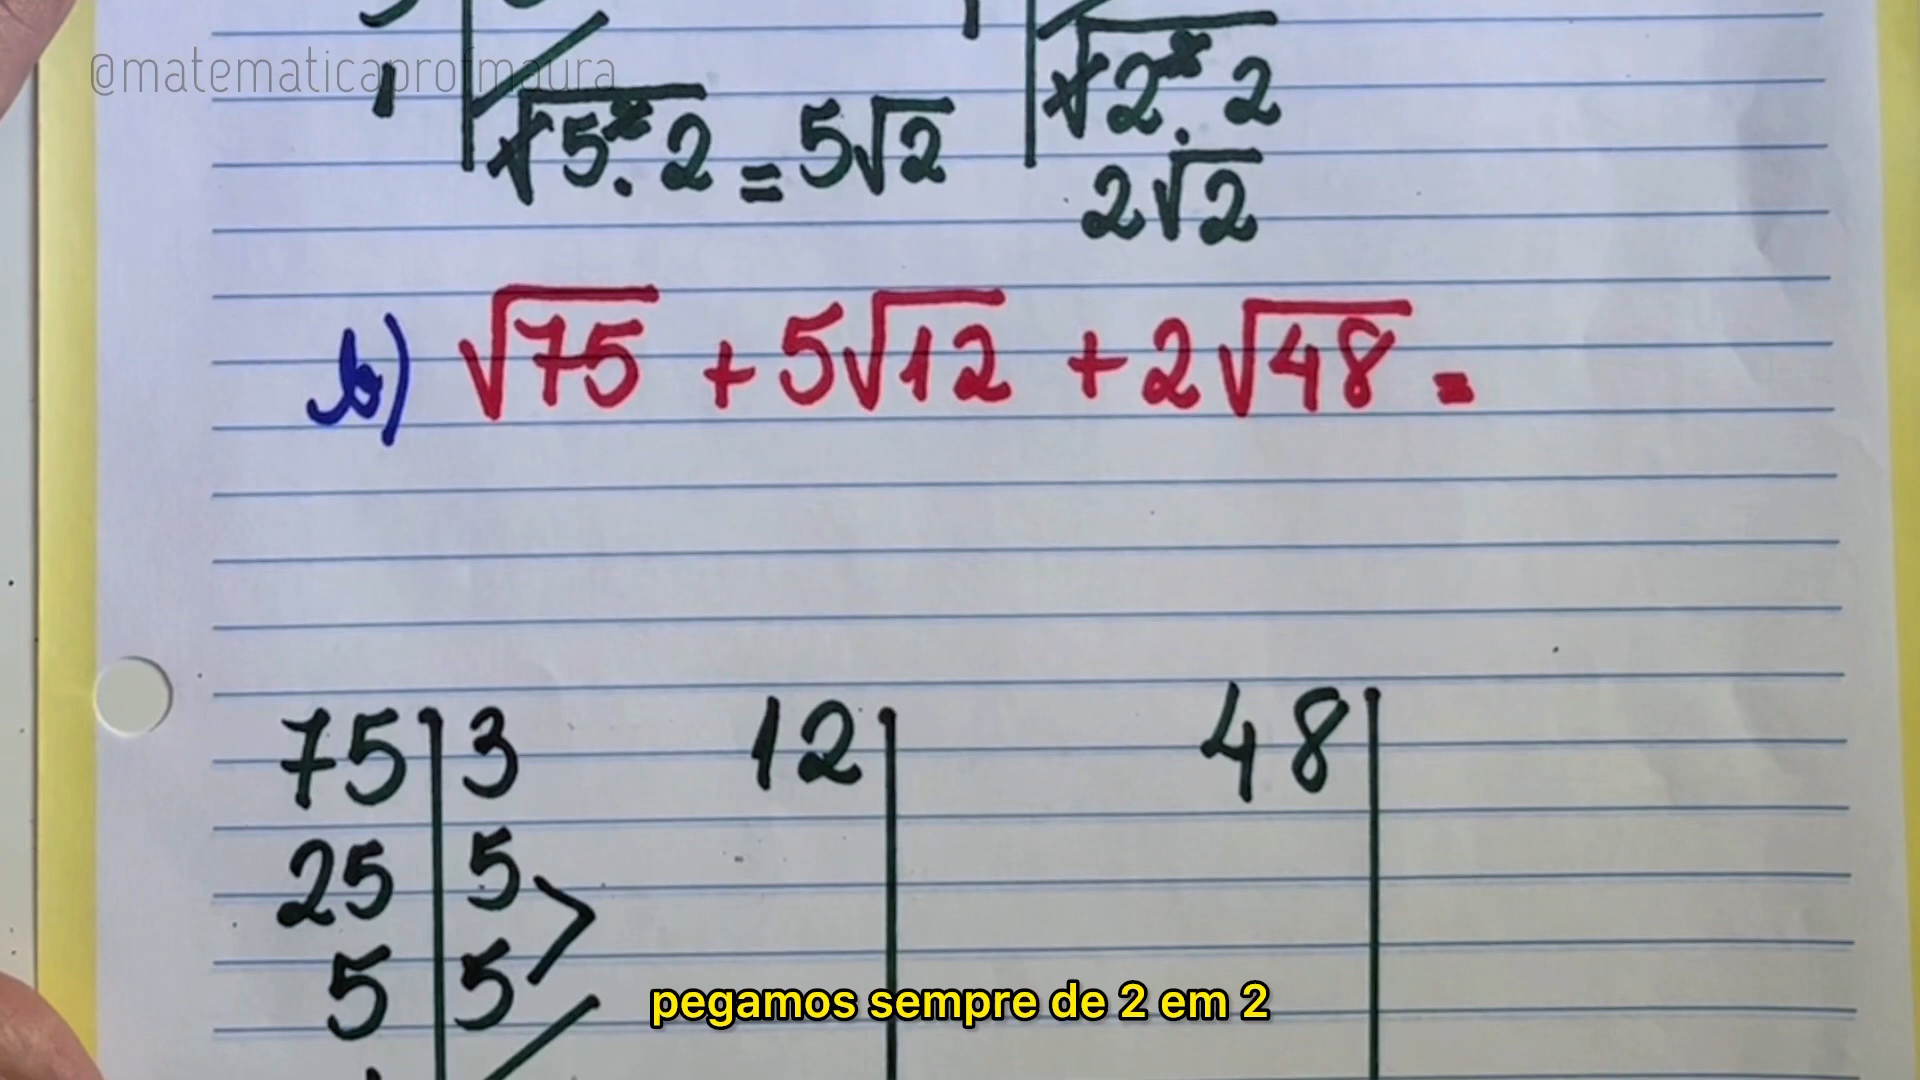 @matematicaprofmaura
1
√5². 2 = 5√2
√2². 2
2√2
b) √75 + 5√12 + 2√48 =
75 | 3 12 | 48 |
25 | 5
5 | 5
pegamos sempre de 2 em 2